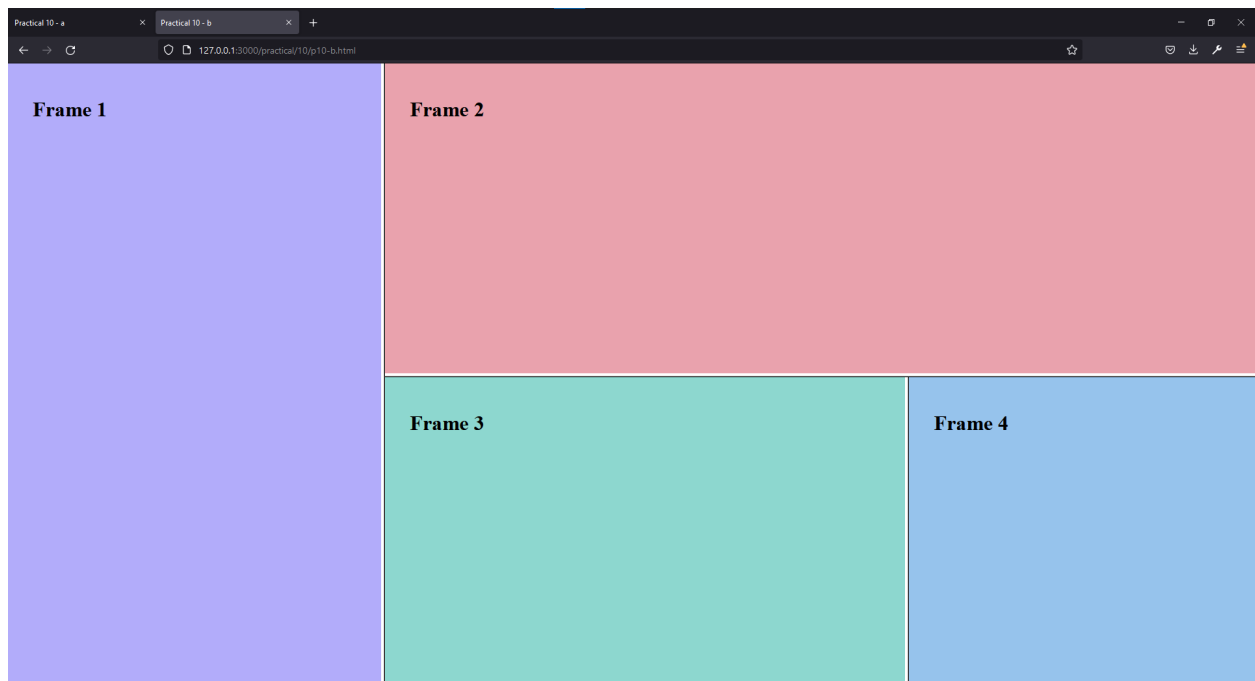 Practical 10 - a
Practical 10 - b
127.0.0.1:3000/practical/10/p10-b.html
Frame 1
Frame 2
Frame 3
Frame 4